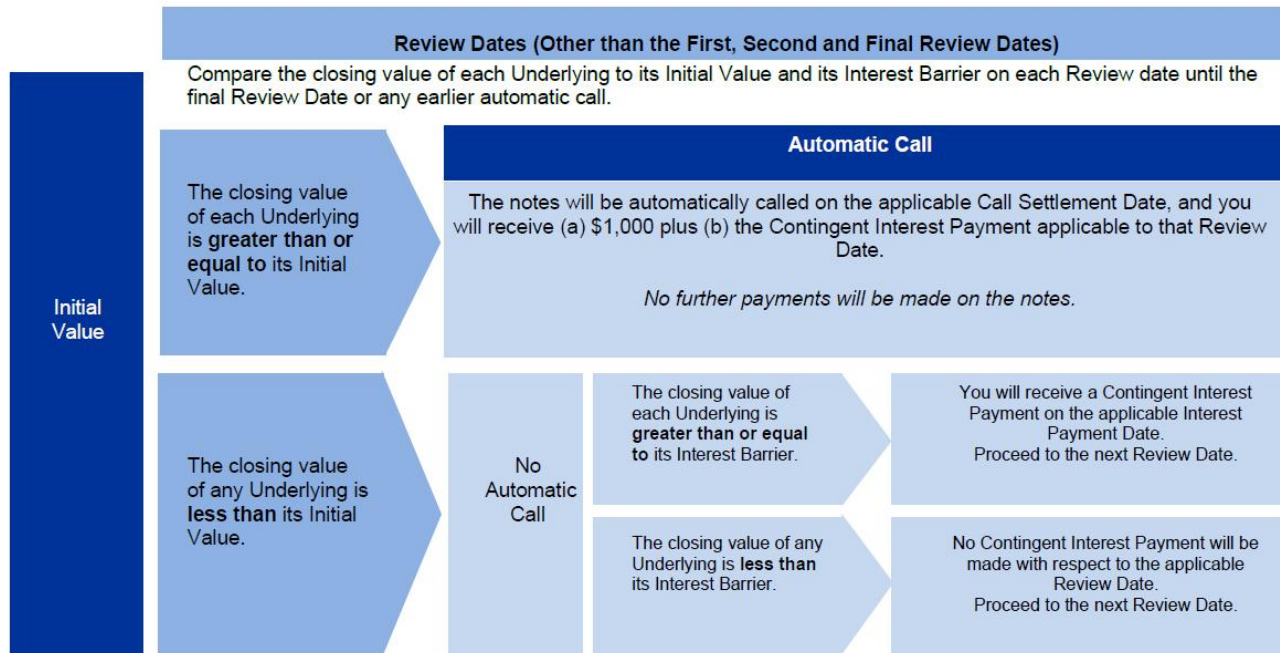 Review Dates (Other than the First, Second and Final Review Dates)
Compare the closing value of each Underlying to its Initial Value and its Interest Barrier on each Review date until the
final Review Date or any earlier automatic call.
Initial
Value
The closing value
of each Underlying
is greater than or
equal to its Initial
Value.
Automatic Call
The notes will be automatically called on the applicable Call Settlement Date, and you
will receive (a) $1,000 plus (b) the Contingent Interest Payment applicable to that Review
Date.
No further payments will be made on the notes.
The closing value
of any Underlying is
less than its Initial
Value.
No
Automatic
Call
The closing value of
each Underlying is
greater than or equal
to its Interest Barrier.
You will receive a Contingent Interest
Payment on the applicable Interest
Payment Date.
Proceed to the next Review Date.
The closing value of any
Underlying is less than
its Interest Barrier.
No Contingent Interest Payment will be
made with respect to the applicable
Review Date.
Proceed to the next Review Date.